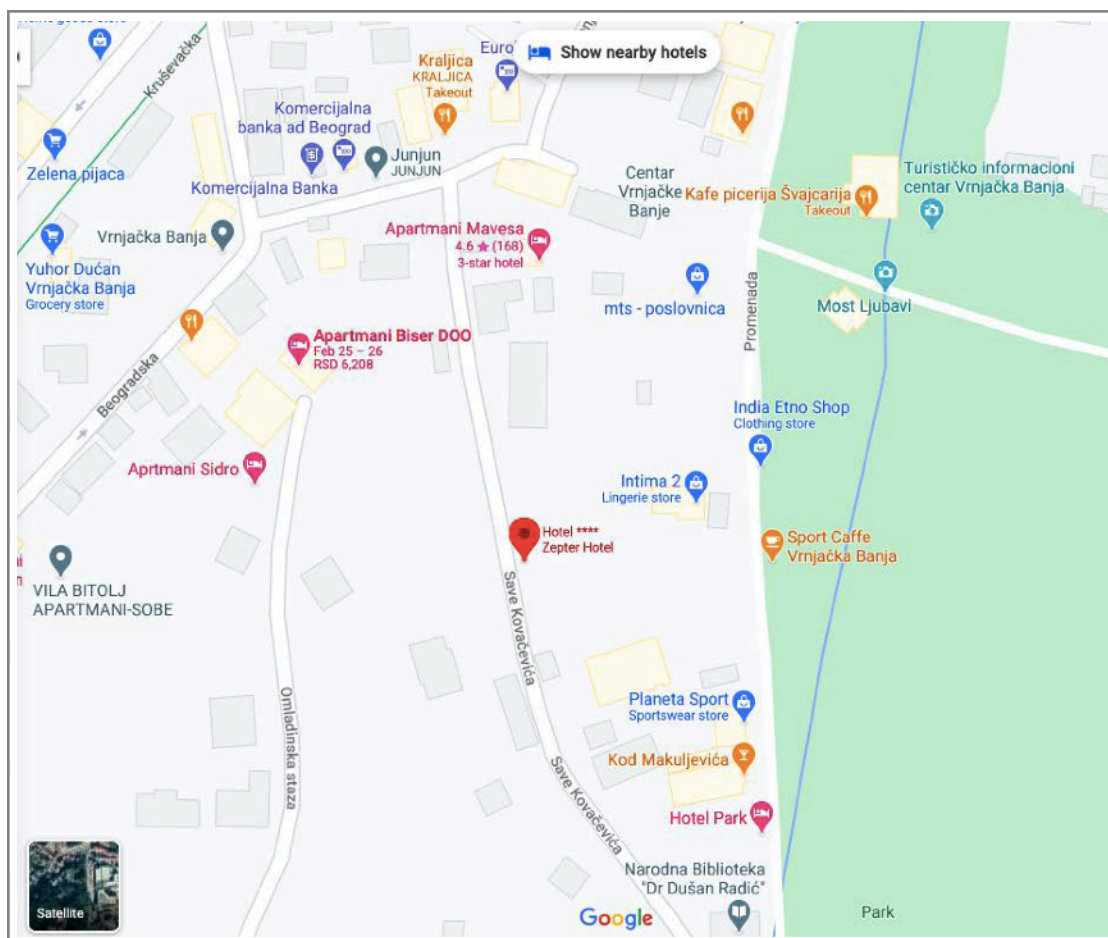 Show nearby hotels
Kruševačka
Kraljica
KRALJICA
Takeout
Komercijalna
banka ad Beograd
Komercijalna Banka
Junjun
JUNJUN
Zelena pijaca
Vrnjačka Banja
Yuhor Dućan
Vrnjačka Banja
Grocery store
Centar
Vrnjačke
Banje
Kafe picerija Švajcarija
Takeout
Turističko informacioni
centar Vrnjačka Banja
Apartmani Mavesa
4.6 ★ (168)
3-star hotel
mts - poslovnica
Promenada
Most Ljubavi
Apartmani Biser DOO
Feb 25 – 26
RSD 6,208
Beogradska
Aprtmani Sidro
India Etno Shop
Clothing store
Intima 2
Lingerie store
Hotel ****
Zepter Hotel
Sport Caffe
Vrnjačka Banja
VILA BITOLJ
APARTMANI-SOBE
Save Kovačevića
Omladinska staza
Planeta Sport
Sportswear store
Kod Makuljevića
Save Kovačevića
Hotel Park
Narodna Biblioteka
"Dr Dušan Radić"
Park
Satellite
Google